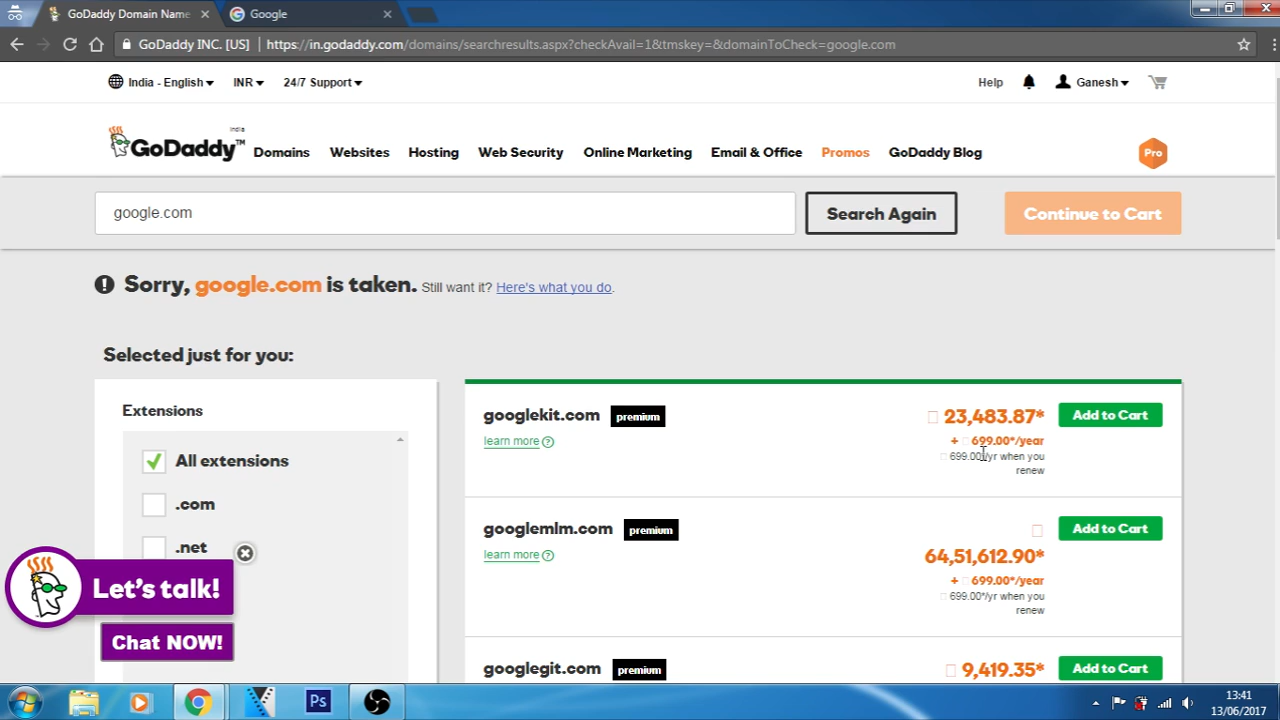 GoDaddy Domain Name
Google
GoDaddy INC. [US] https://in.godaddy.com/domains/searchresults.aspx?checkAvail=1&tmskey=&domainToCheck=google.com
India - English INR 24/7 Support Help Ganesh
India
GoDaddy™ Domains Websites Hosting Web Security Online Marketing Email & Office Promos GoDaddy Blog Pro
google.com Search Again Continue to Cart
Sorry, google.com is taken. Still want it? Here's what you do.
Selected just for you:
Extensions
All extensions
.com
.net
googlekit.com premium 23,483.87* Add to Cart
learn more ? + 699.00*/year
699.00*/yr when you
renew
googlemlm.com premium Add to Cart
learn more ? 64,51,612.90*
+ 699.00*/year
699.00*/yr when you
renew
googlegit.com premium 9,419.35* Add to Cart
Let's talk!
Chat NOW!
Ps
13:41
13/06/2017